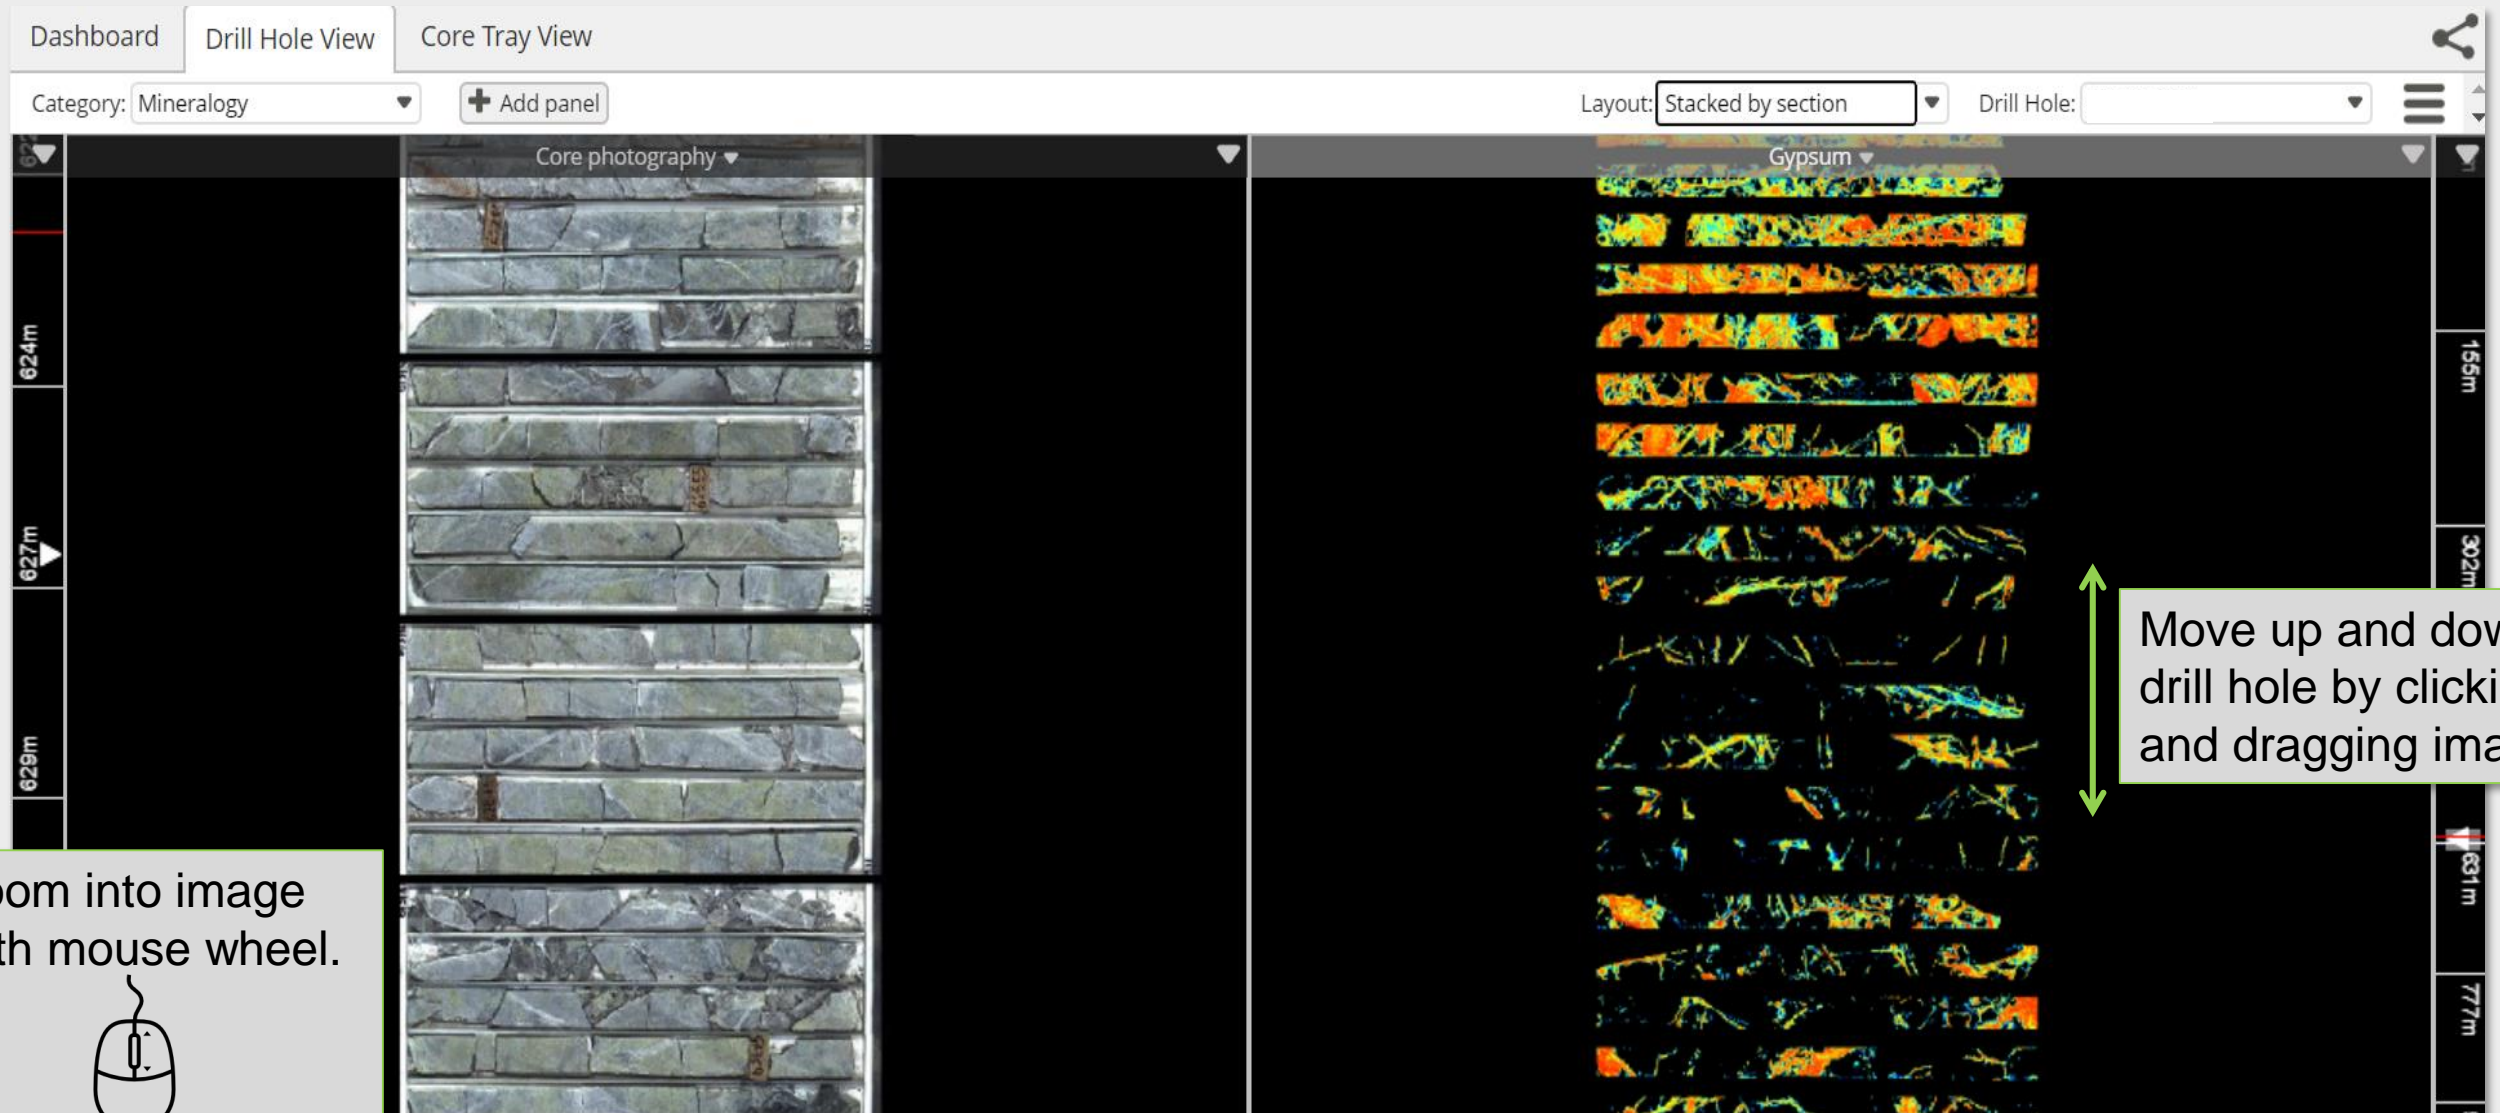 Dashboard
Drill Hole View
Core Tray View
Category: Mineralogy
Add panel
Layout: Stacked by section
Drill Hole:
Core photography
Gypsum
624m
627m
629m
155m
302m
631m
777m
Move up and dow
drill hole by clicki
and dragging ima
oom into image
th mouse wheel.